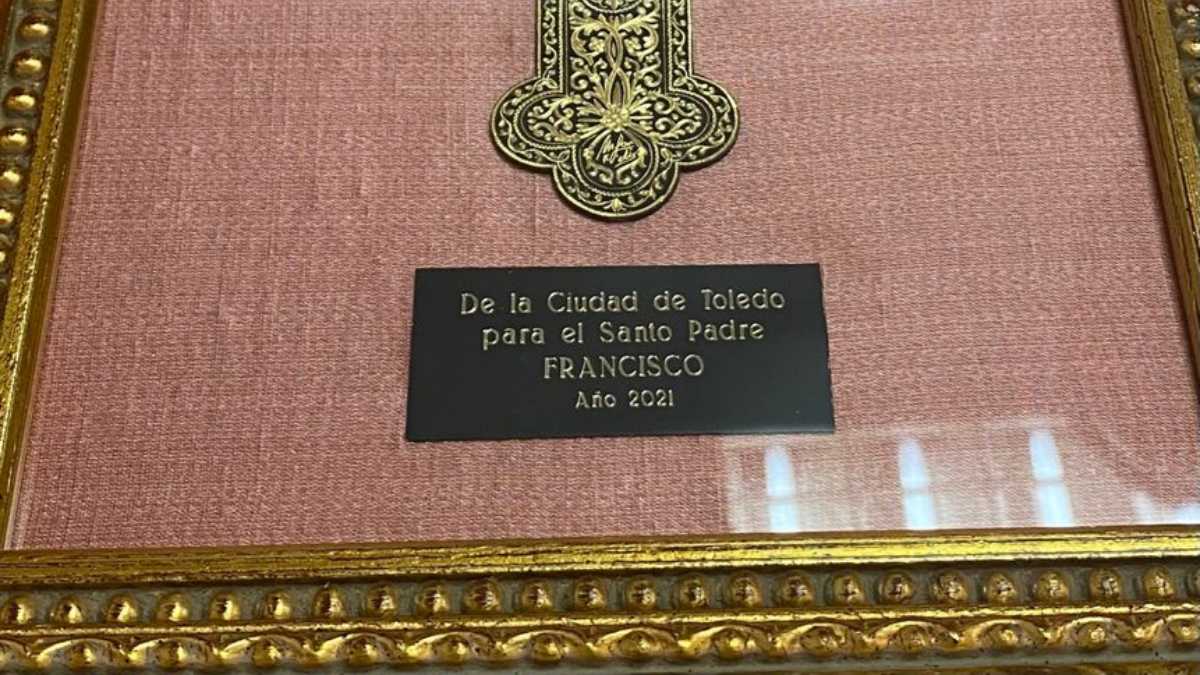 De la Ciudad de Toledo
para el Santo Padre
FRANCISCO
Año 2021